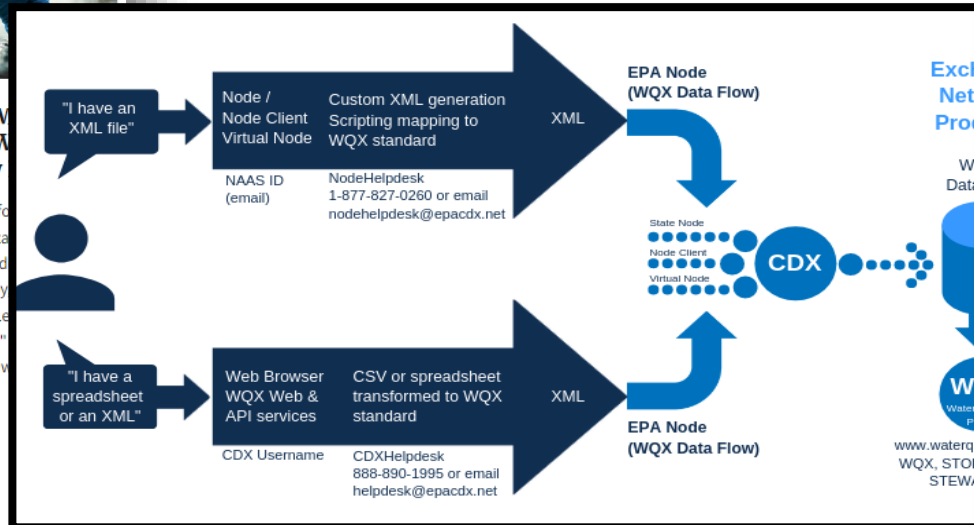 "I have an
XML file"
Node /
Node Client
Virtual Node
Custom XML generation
Scripting mapping to
WQX standard
XML
NAAS ID
(email)
NodeHelpdesk
1-877-827-0260 or email
nodehelpdesk@epacdx.net
EPA Node
(WQX Data Flow)
State Node
Node Client
Virtual Node
CDX
"I have a
spreadsheet
or an XML"
Web Browser
WQX Web &
API services
CSV or spreadsheet
transformed to WQX
standard
XML
CDX Username
CDXHelpdesk
888-890-1995 or email
helpdesk@epacdx.net
EPA Node
(WQX Data Flow)
WQX,